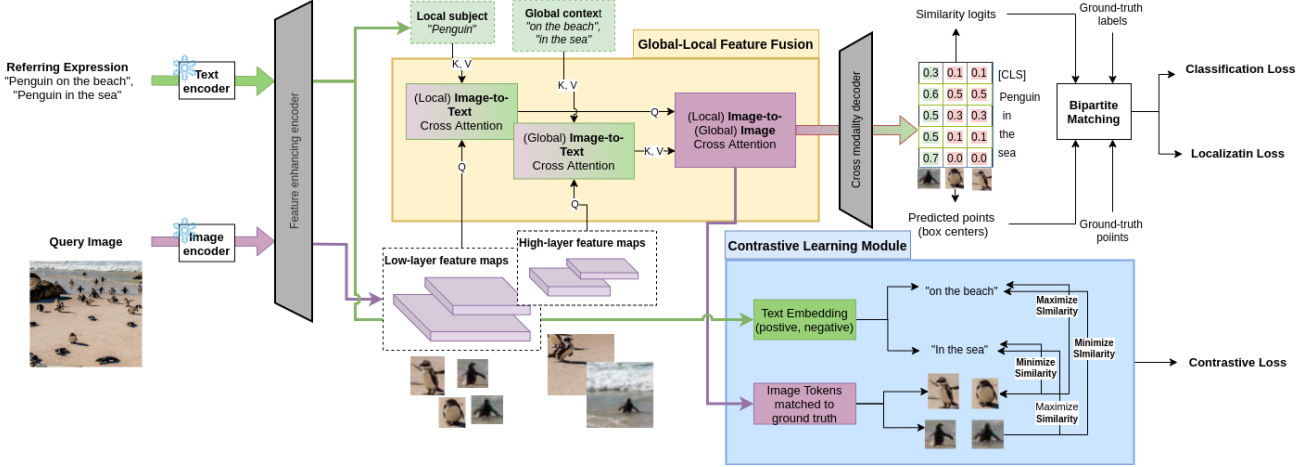 Referring Expression
"Penguin on the beach",
"Penguin in the sea"
Text
encoder
Query Image
Image
encoder
Feature enhancing encoder
Local subject
"Penguin"
Global context
"on the beach",
"in the sea"
K, V
K, V
Global-Local Feature Fusion
(Local) Image-to-
Text
Cross Attention
Q
(Global) Image-to-
Text
Cross Attention
K, V
(Local) Image-to-
(Global) Image
Cross Attention
Q
Q
Low-layer feature maps
High-layer feature maps
Cross modality decoder
Similarity logits
0.3 0.1 0.1 [CLS]
0.6 0.5 0.5 Penguin
0.5 0.3 0.3 in
0.5 0.1 0.1 the
0.7 0.0 0.0 sea
Predicted points
(box centers)
Ground-truth
labels
Bipartite
Matching
Ground-truth
poiints
Classification Loss
Localizatin Loss
Contrastive Learning Module
Text Embedding
(postive, negative)
"on the beach"
"In the sea"
Image Tokens
matched to
ground truth
Maximize
SImilarity
Minimize
SImilarity
Minimize
Similarity
Maximize
Similarity
Contrastive Loss